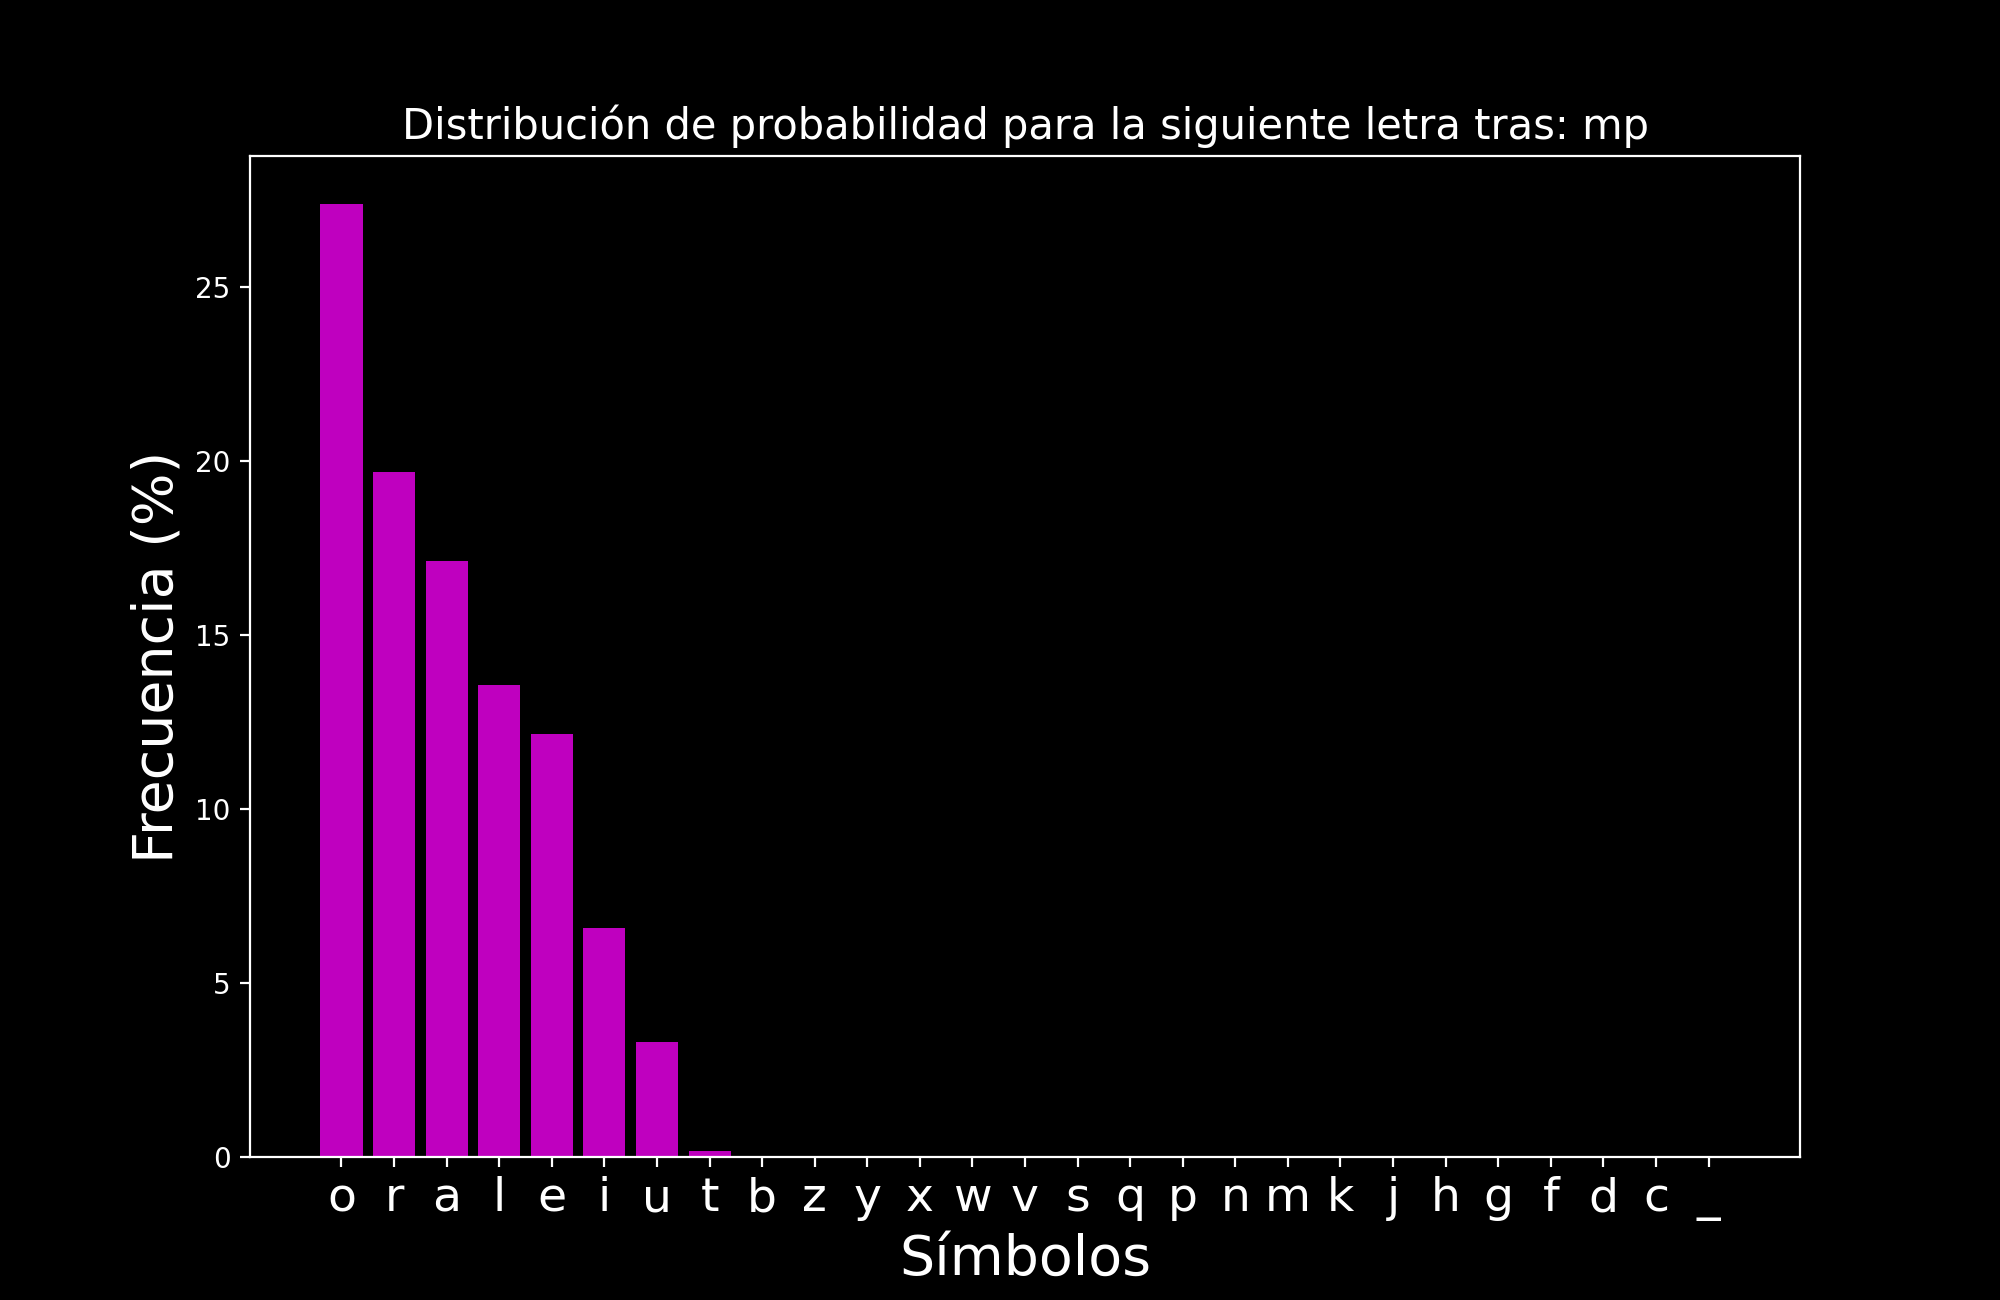 Distribución de probabilidad para la siguiente letra tras: mp
Frecuencia (%)
25
20
15
10
5
0
o r a l e i u t b z y x w v s q p n m k j h g f d c _
Símbolos